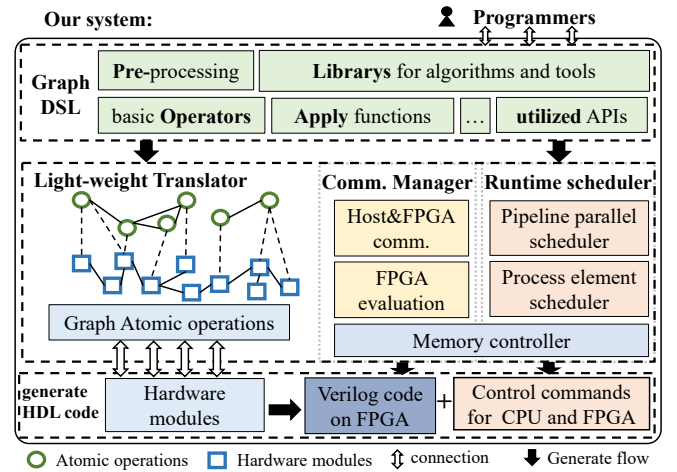 Our system:
Programmers
Graph DSL
Pre-processing
Librarys for algorithms and tools
basic Operators
Apply functions
...
utilized APIs
Light-weight Translator
Comm. Manager
Runtime scheduler
Host&FPGA
comm.
Pipeline parallel
scheduler
FPGA
evaluation
Process element
scheduler
Graph Atomic operations
Memory controller
generate
HDL code
Hardware
modules
Verilog code
on FPGA
+
Control commands
for CPU and FPGA
Atomic operations
Hardware modules
connection
Generate flow